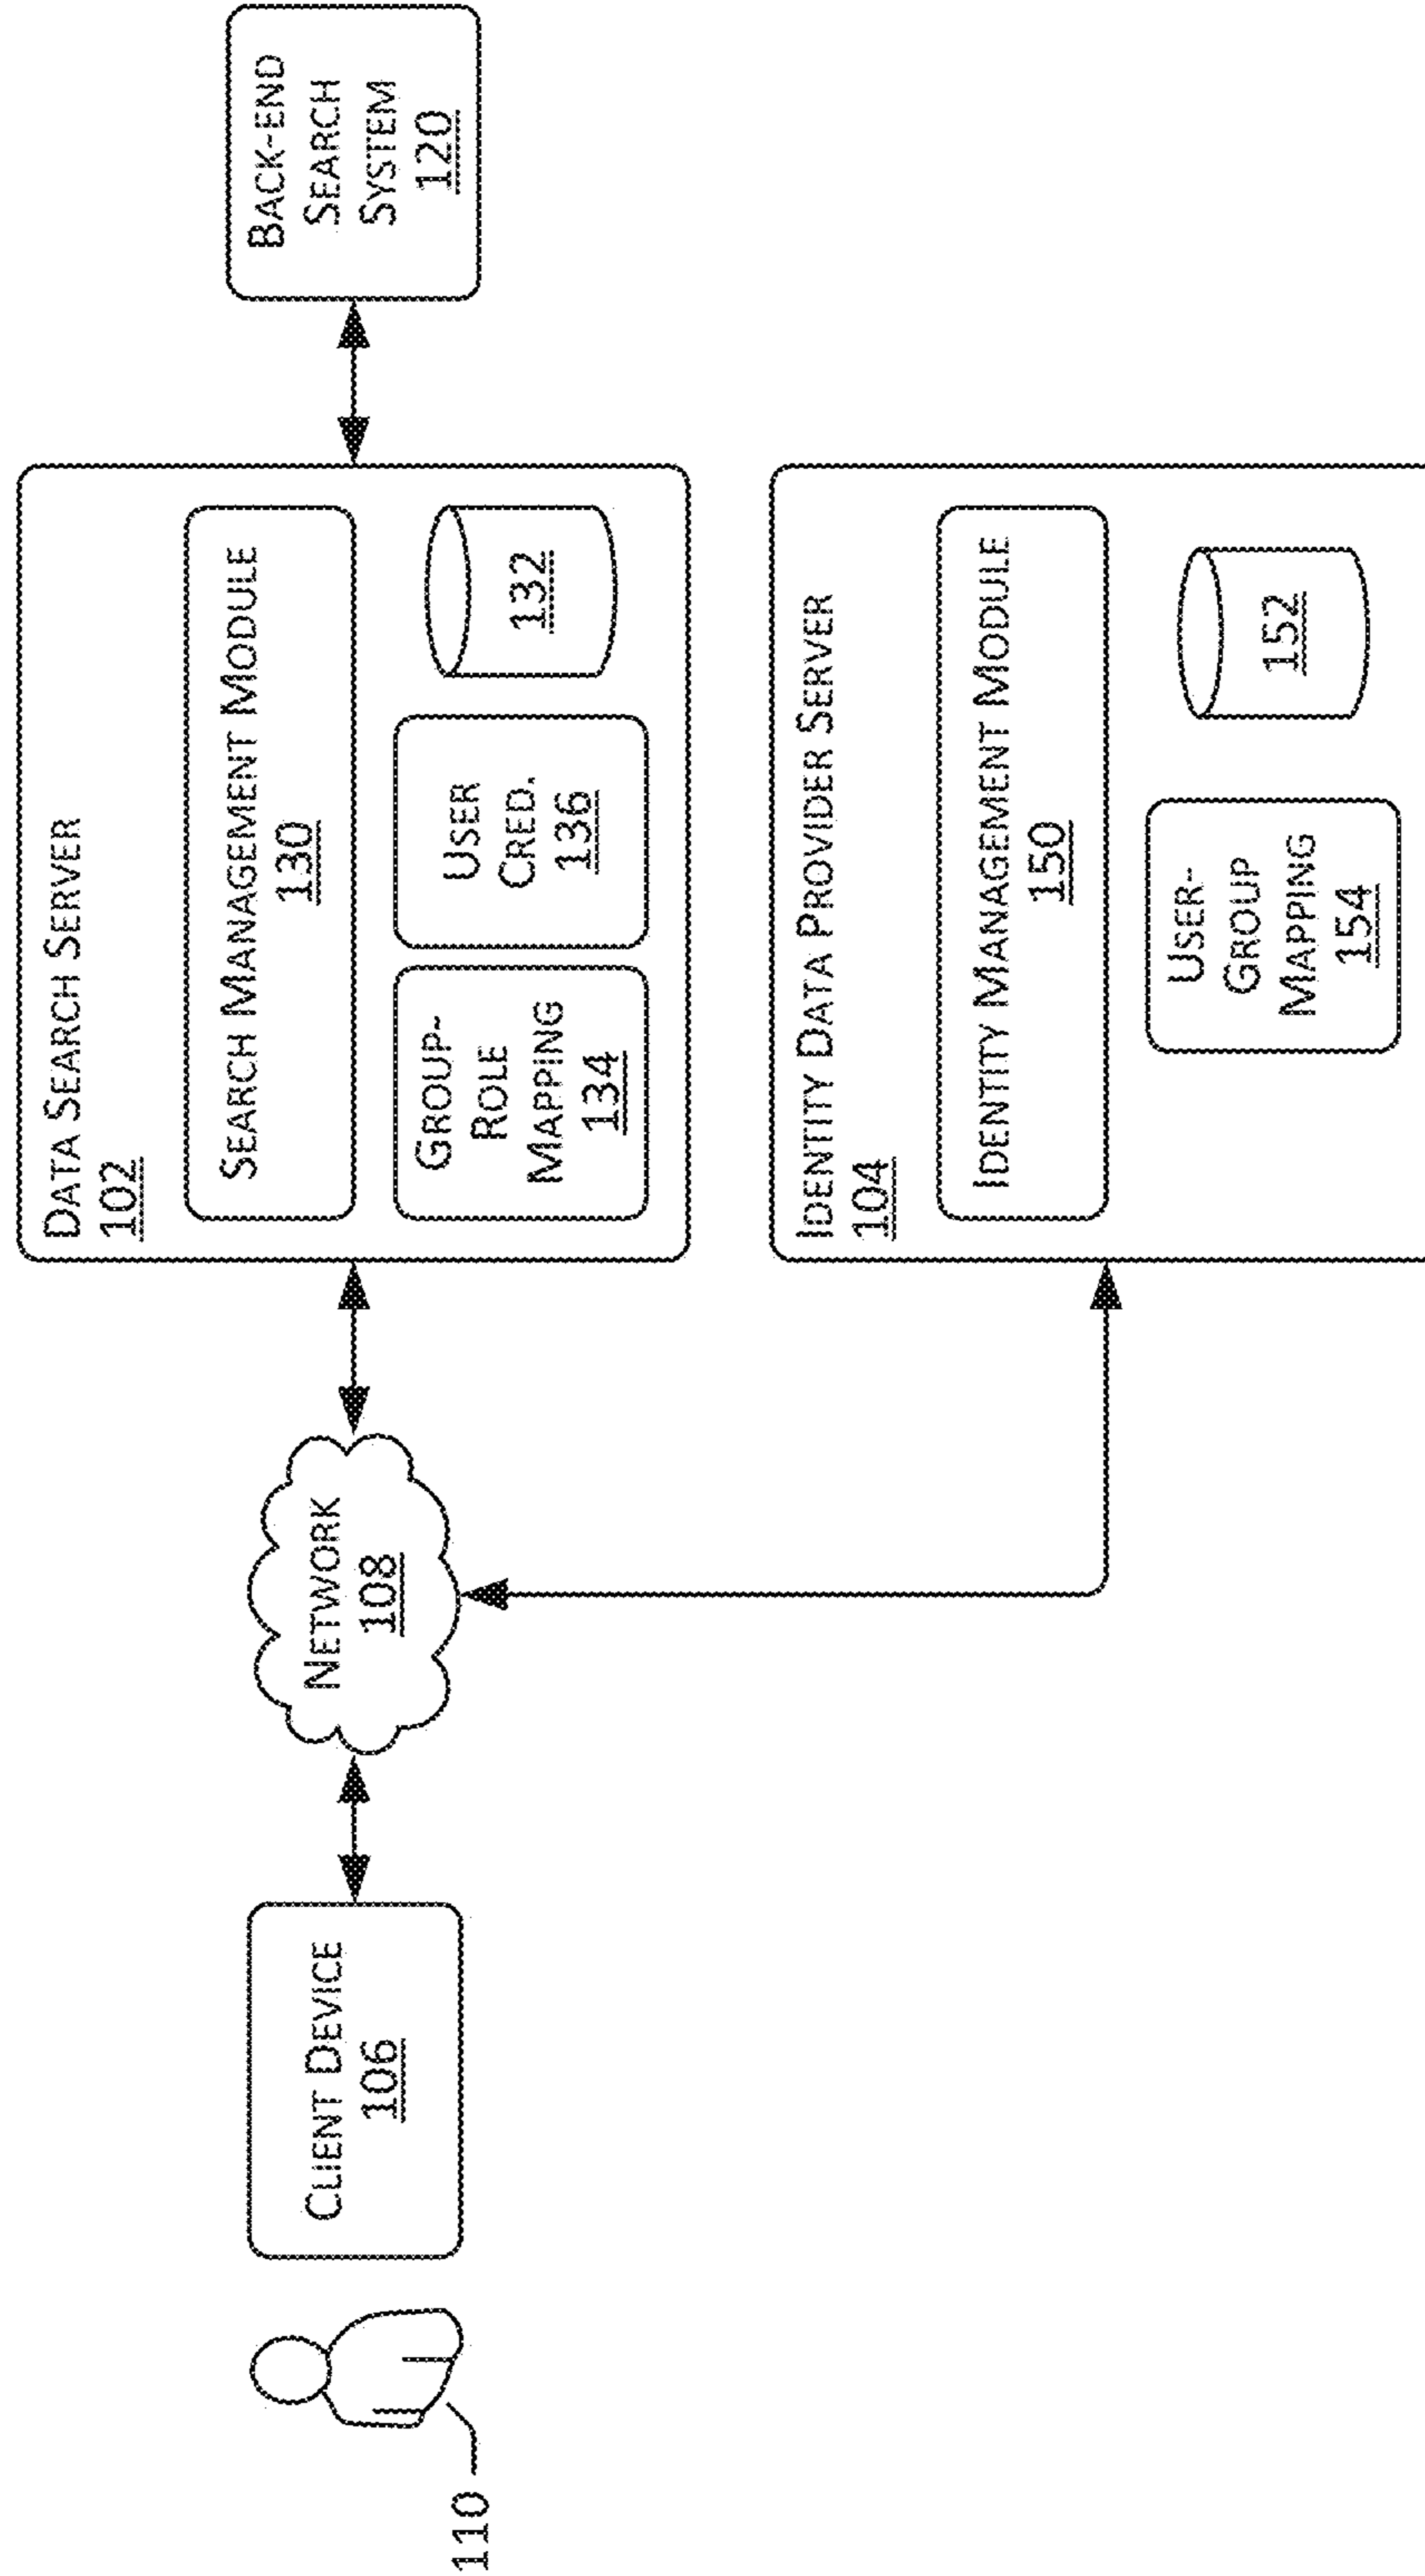 110
CLIENT DEVICE
106
NETWORK
108
DATA SEARCH SERVER
102
SEARCH MANAGEMENT MODULE
130
GROUP-
ROLE
MAPPING
134
USER
CRED.
136
132
BACK-END
SEARCH
SYSTEM
120
IDENTITY DATA PROVIDER SERVER
104
IDENTITY MANAGEMENT MODULE
150
USER-
GROUP
MAPPING
154
152